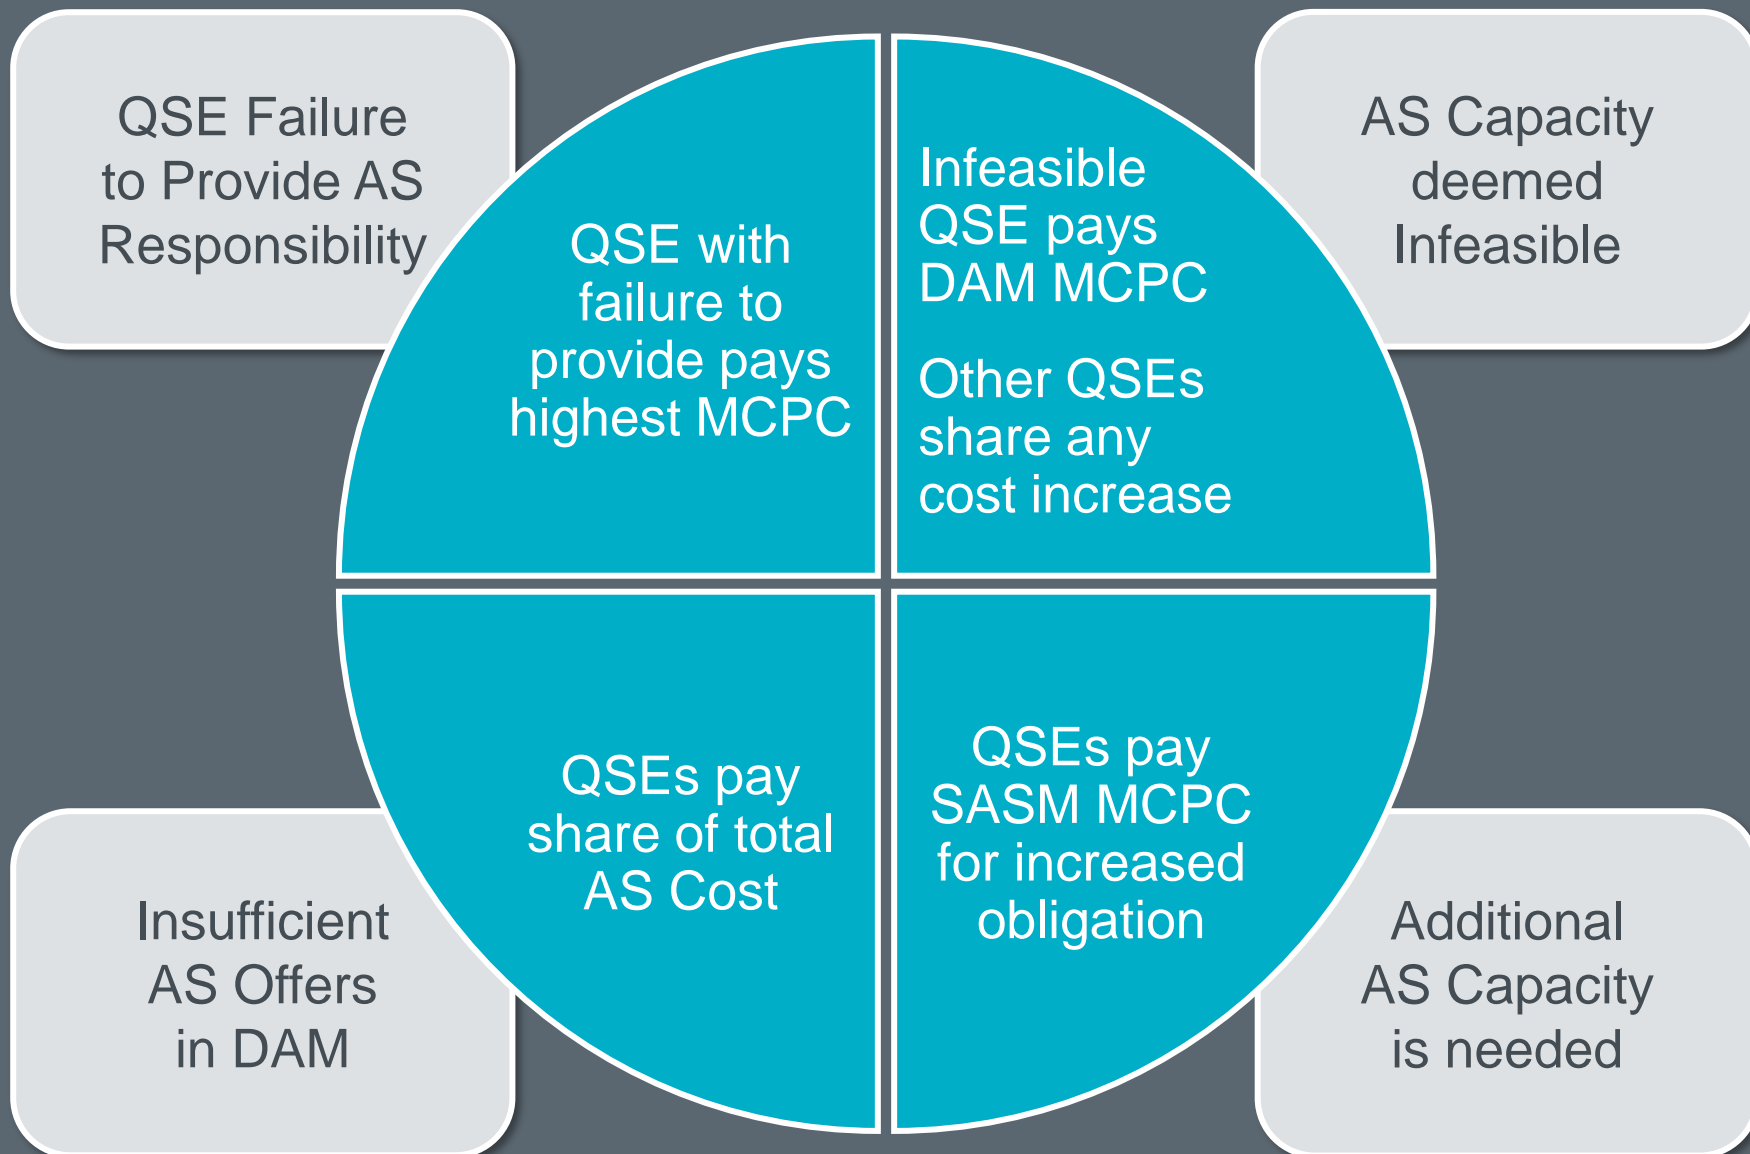 QSE Failure
to Provide AS
Responsibility
QSE with
failure to
provide pays
highest MCPC
Infeasible
QSE pays
DAM MCPC
Other QSEs
share any
cost increase
AS Capacity
deemed
Infeasible
Insufficient
AS Offers
in DAM
QSEs pay
share of total
AS Cost
QSEs pay
SASM MCPC
for increased
obligation
Additional
AS Capacity
is needed